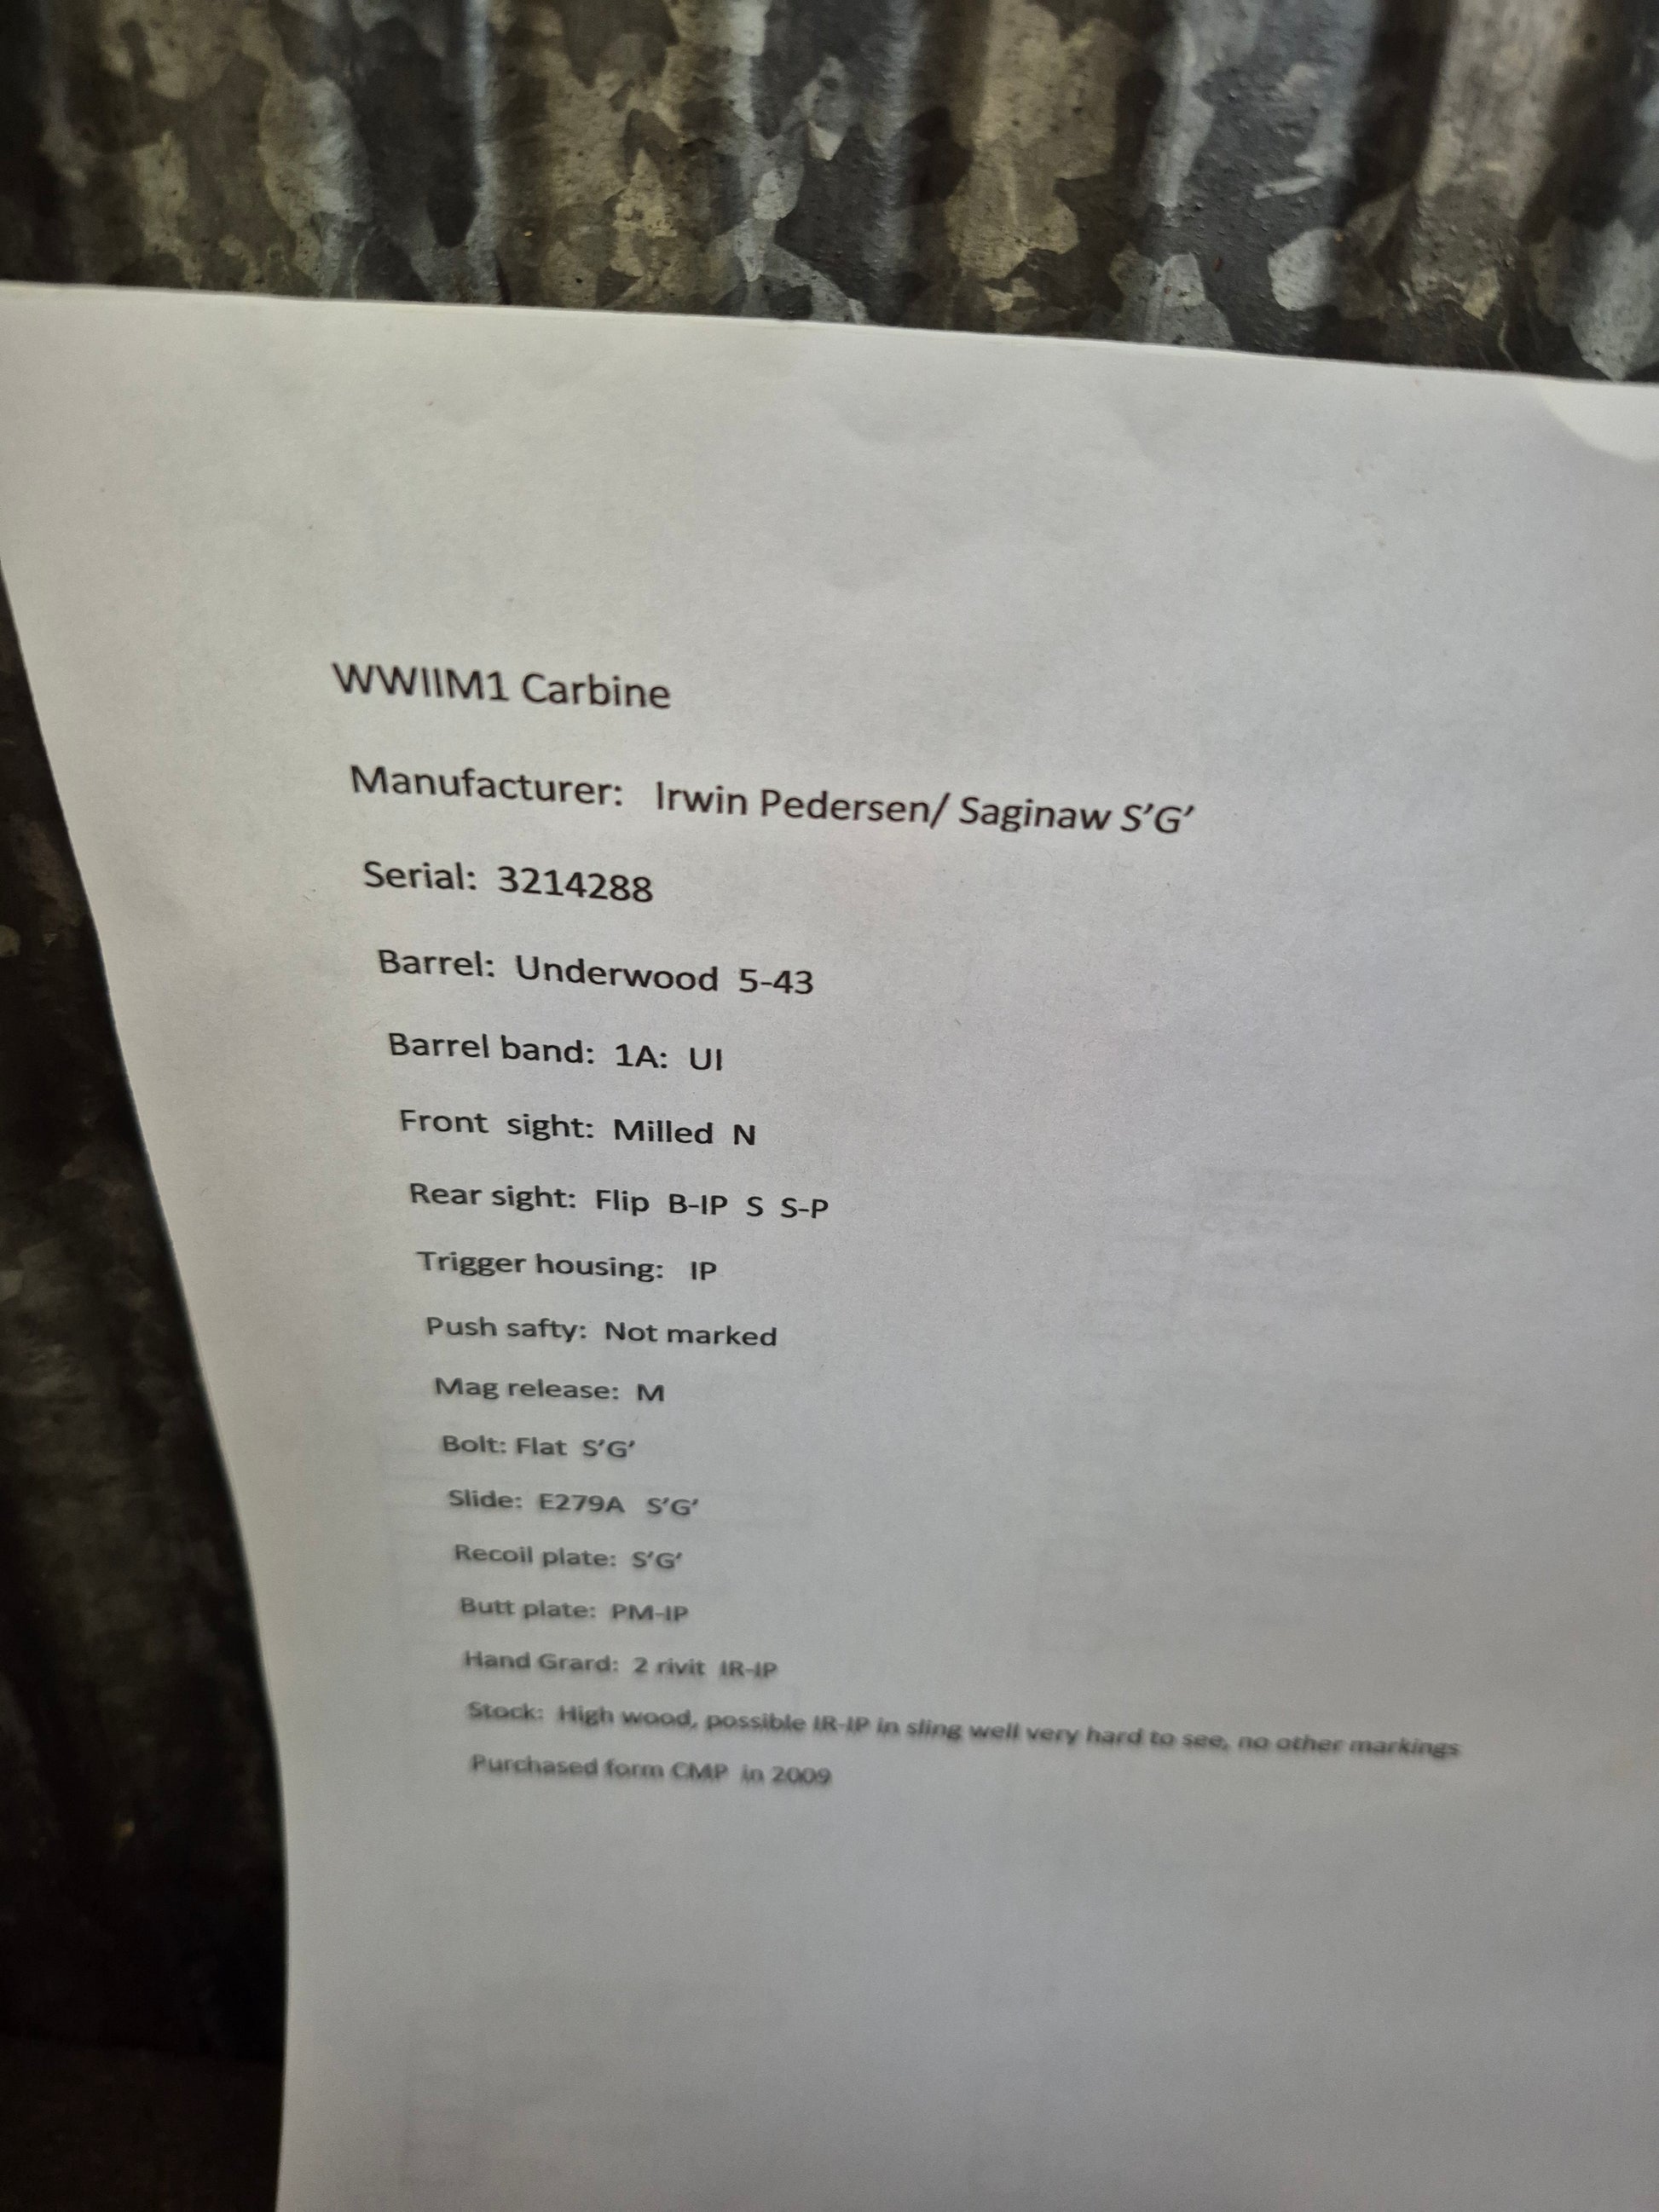 WWIIM1 Carbine
Manufacturer: Irwin Pedersen/ Saginaw S'G'
Serial: 3214288
Barrel: Underwood 5-43
Barrel band: 1A: UI
Front sight: Milled N
Rear sight: Flip B-IP S S-P
Trigger housing: IP
Push safty: Not marked
Mag release: M
Bolt: Flat S'G'
Slide: E279A S'G'
Recoil plate: S'G'
Butt plate: PM-IP
Hand Grard: 2 rivit IR-IP
Stock: High wood, possible IR-IP in sling well very hard to see, no other markings
Purchased form CMP in 2009